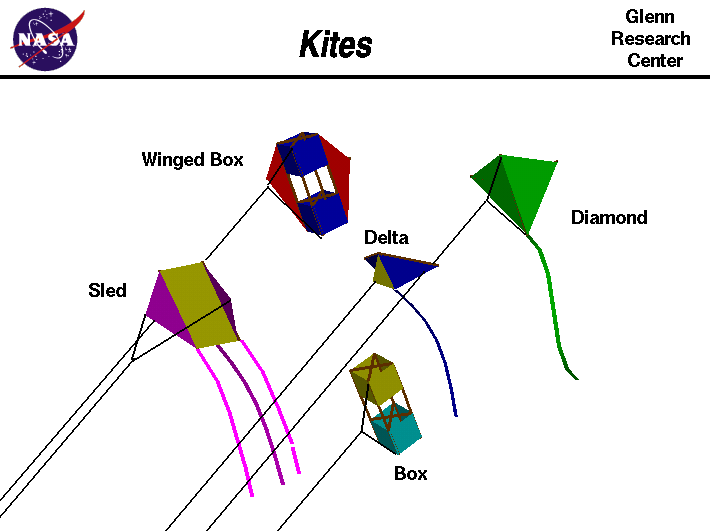 NASA
Kites
Glenn
Research
Center
Winged Box
Diamond
Delta
Sled
Box